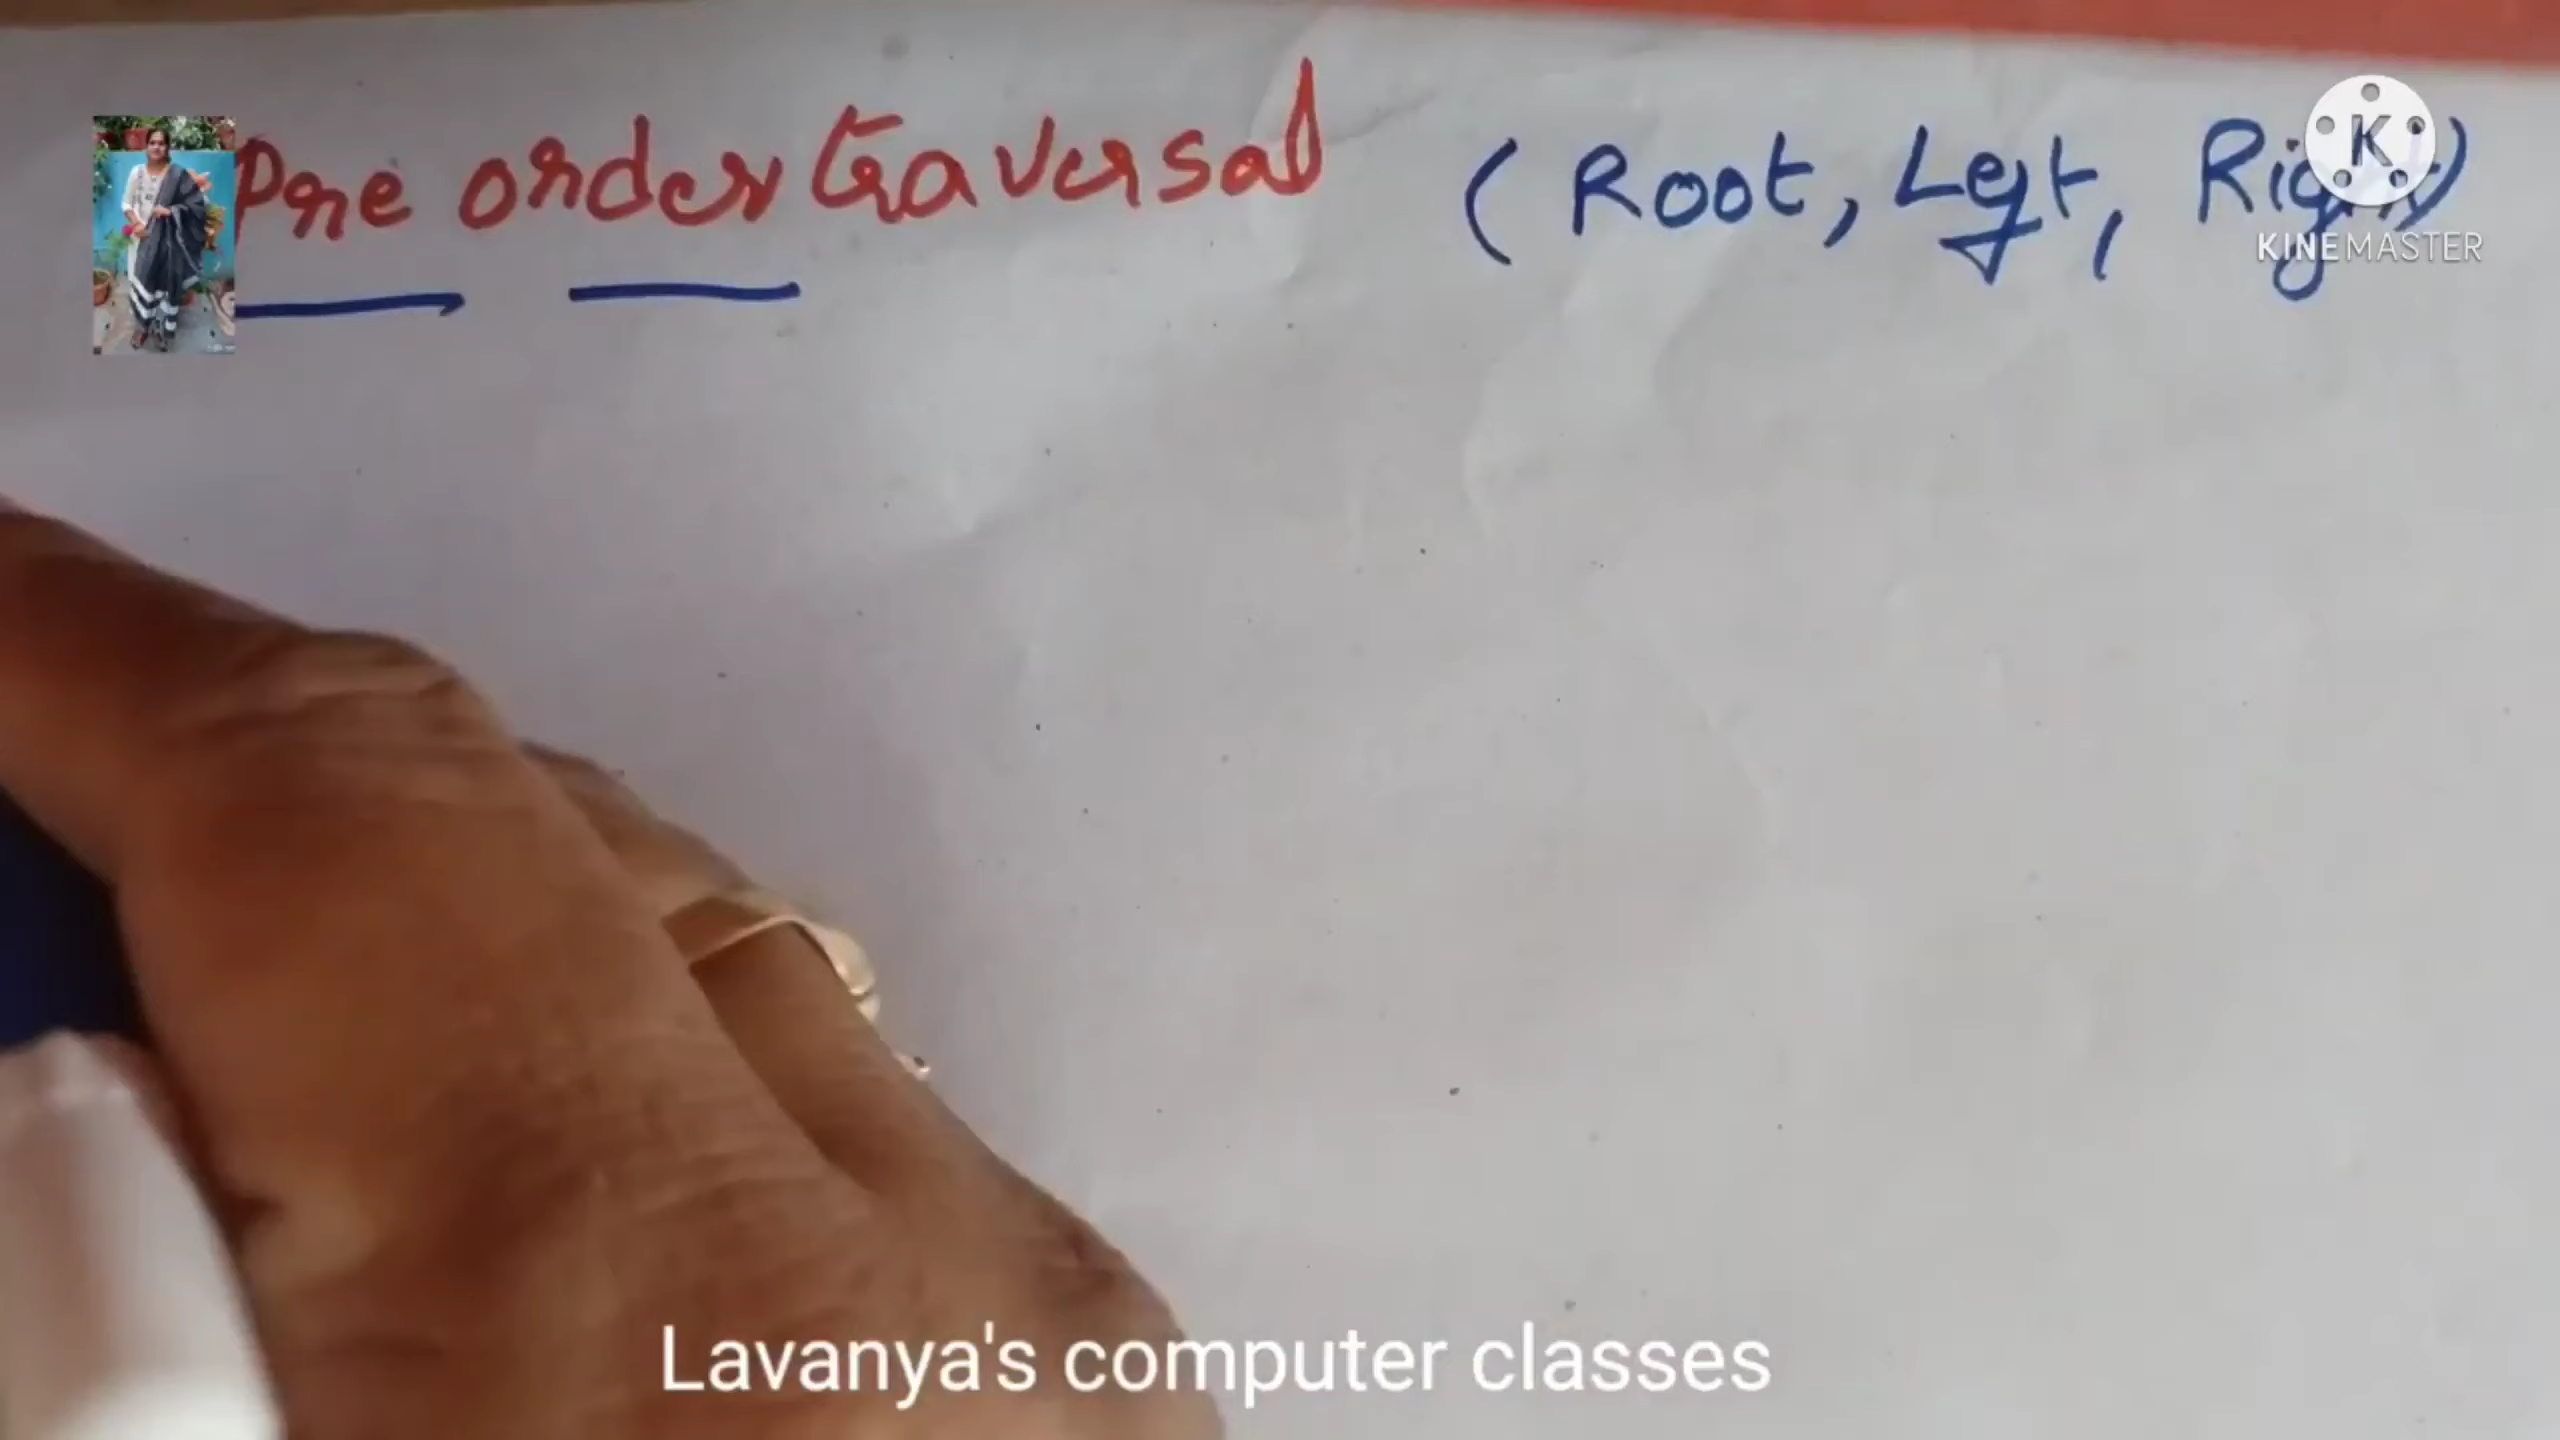 Pre order traversal (Root, Left, Right)
KINEMASTER
Lavanya's computer classes